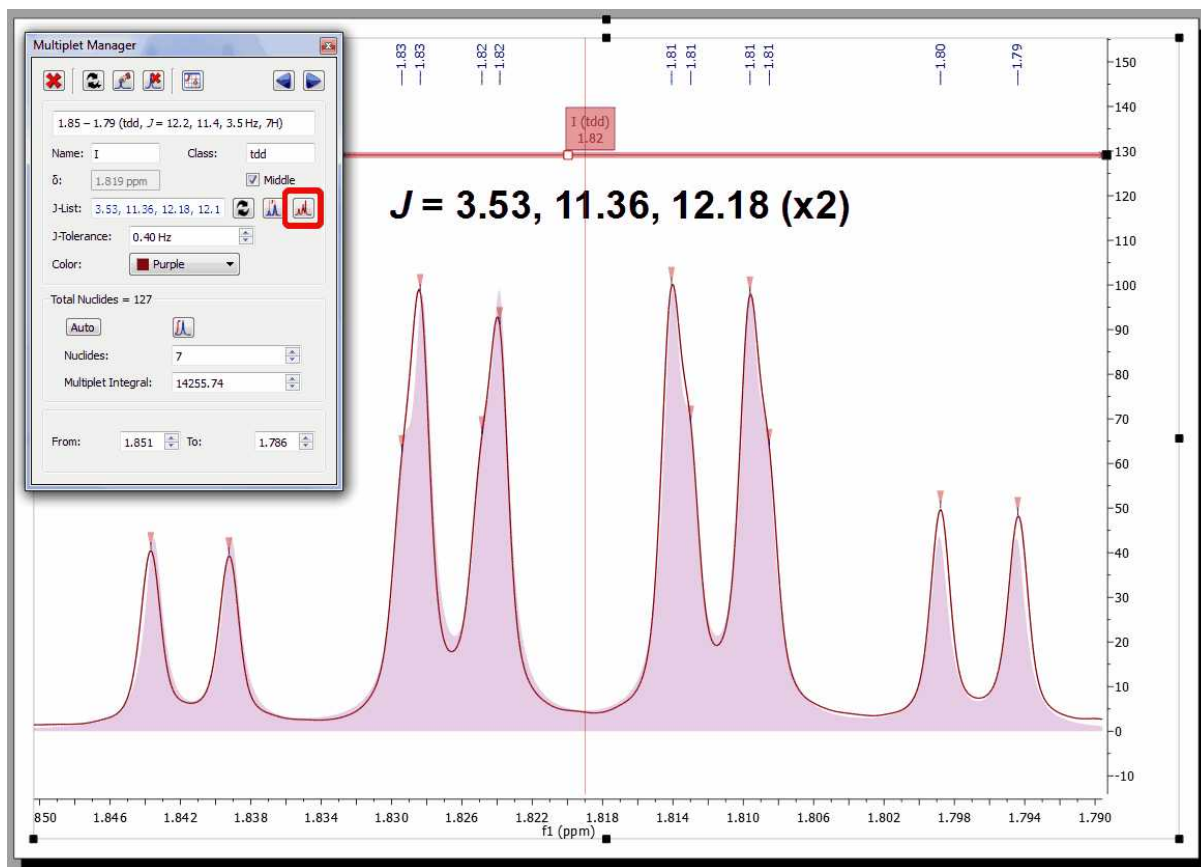 Multiplet Manager
1.85 – 1.79 (tdd, J = 12.2, 11.4, 3.5 Hz, 7H)
Name: I Class: tdd
δ: 1.819 ppm Middle
J-List: 3.53, 11.36, 12.18, 12.1
J-Tolerance: 0.40 Hz
Color: Purple
Total Nuclides = 127
Auto
Nuclides: 7
Multiplet Integral: 14255.74
From: 1.851 To: 1.786
1.83
1.83
1.82
1.82
1.81
1.81
1.81
1.81
1.80
1.79
I (tdd)
1.82
J = 3.53, 11.36, 12.18 (x2)
150
140
130
120
110
100
90
80
70
60
50
40
30
20
10
0
-10
850 1.846 1.842 1.838 1.834 1.830 1.826 1.822 1.818 1.814 1.810 1.806 1.802 1.798 1.794 1.790
f1 (ppm)